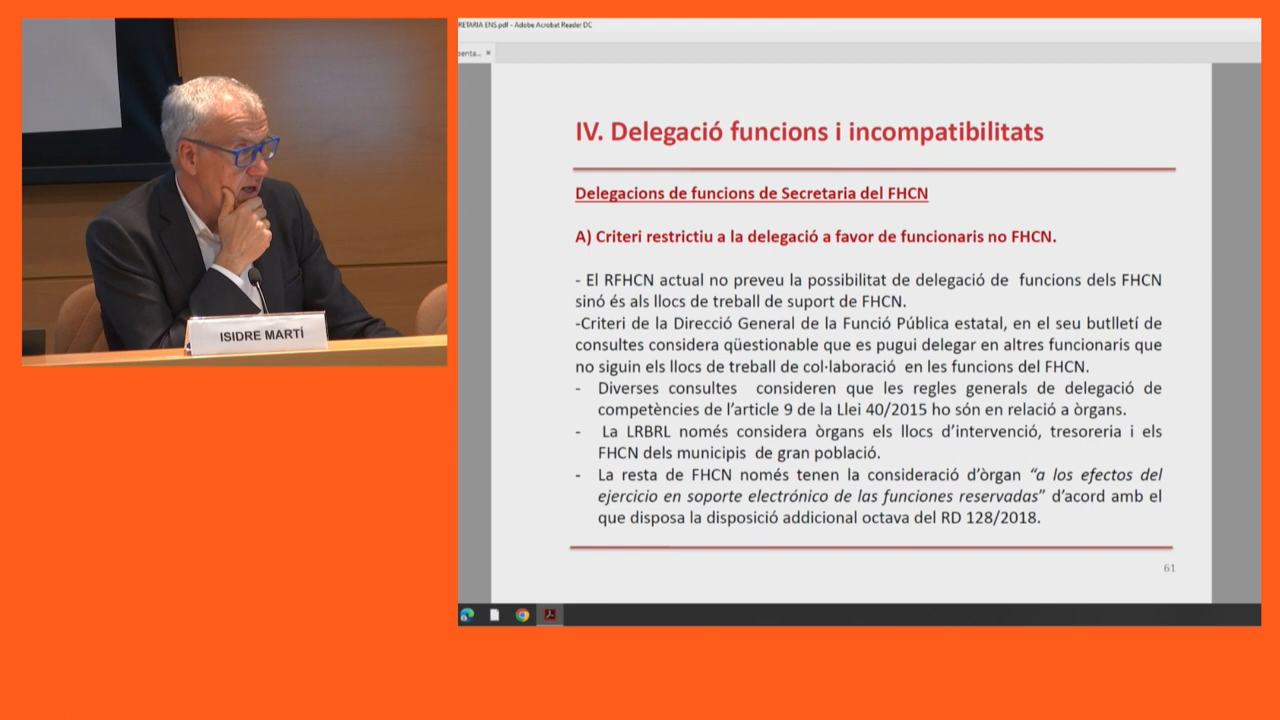 RETARIA ENS.pdf - Adobe Acrobat Reader DC
senta... ×
ISIDRE MARTÍ
IV. Delegació funcions i incompatibilitats
Delegacions de funcions de Secretaria del FHCN
A) Criteri restrictiu a la delegació a favor de funcionaris no FHCN.
- El RFHCN actual no preveu la possibilitat de delegació de funcions dels FHCN
sinó és als llocs de treball de suport de FHCN.
-Criteri de la Direcció General de la Funció Pública estatal, en el seu butlletí de
consultes considera qüestionable que es pugui delegar en altres funcionaris que
no siguin els llocs de treball de col·laboració en les funcions del FHCN.
- Diverses consultes consideren que les regles generals de delegació de
competències de l’article 9 de la Llei 40/2015 ho són en relació a òrgans.
- La LRBRL només considera òrgans els llocs d’intervenció, tresoreria i els
FHCN dels municipis de gran població.
- La resta de FHCN només tenen la consideració d’òrgan “a los efectos del
ejercicio en soporte electrónico de las funciones reservadas” d’acord amb el
que disposa la disposició addicional octava del RD 128/2018.
61